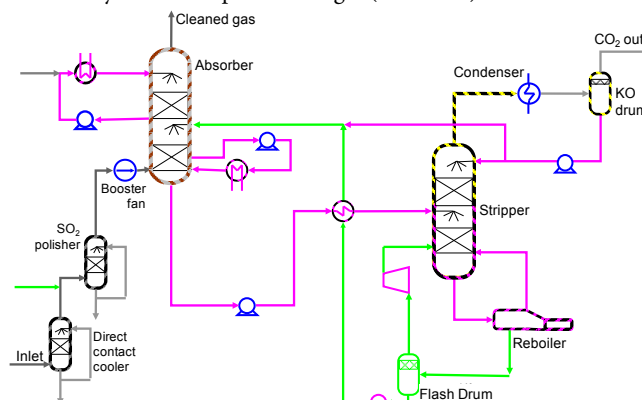 Cleaned gas
Absorber
CO2 out
Condenser
KO
drum
Booster
fan
Stripper
SO2
polisher
Direct
contact
cooler
Inlet
Reboiler
Flash Drum